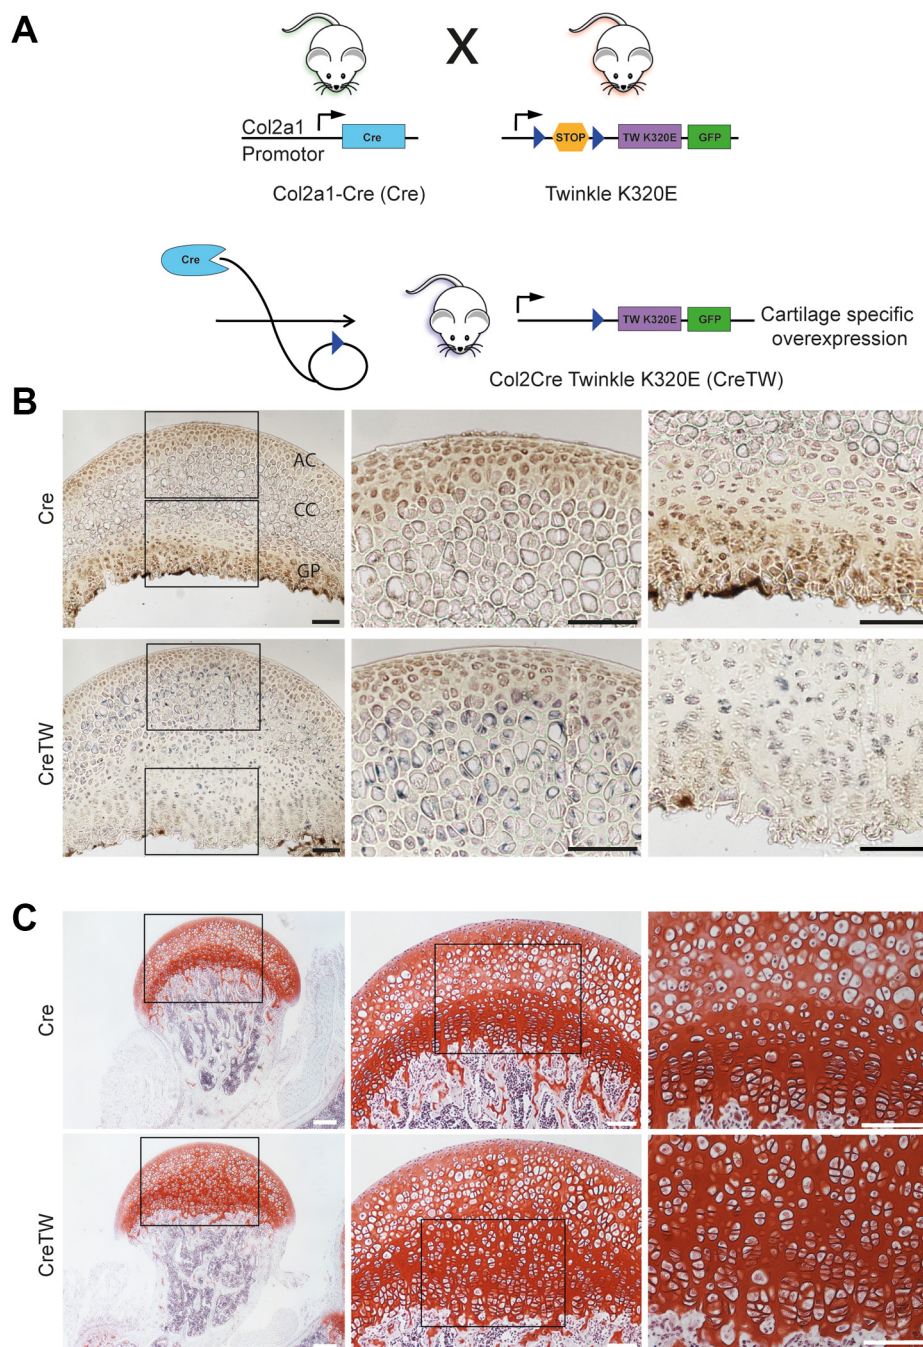 A
X
Col2a1
Promotor
Cre
STOP
TW K320E
GFP
Col2a1-Cre (Cre)
Twinkle K320E
Cre
TW K320E
GFP
Cartilage specific
overexpression
Col2Cre Twinkle K320E (CreTW)
B
Cre
AC
CC
GP
CreTW
C
Cre
CreTW